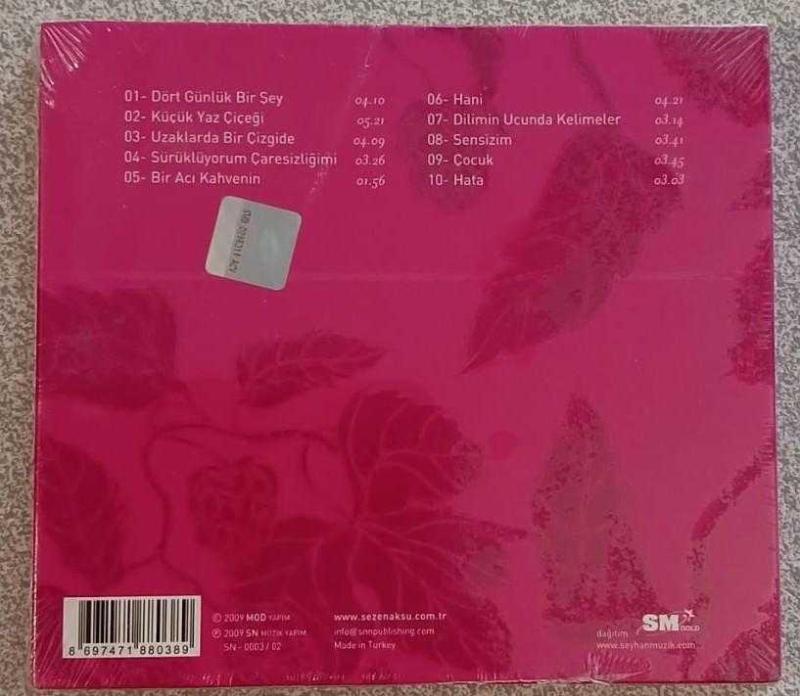 01- Dört Günlük Bir Şey 04.10
02- Küçük Yaz Çiçeği 05.21
03- Uzaklarda Bir Çizgide 04.09
04- Sürüklüyorum Çaresizliğimi 03.26
05- Bir Acı Kahvenin 01.56
06- Hani 04.21
07- Dilimin Ucunda Kelimeler 03.14
08- Sensizim 03.41
09- Çocuk 03.45
10- Hata 03.03
8 697471 880389
© 2009 MOD YAPIM
℗ 2009 SN MÜZİK YAPIM
SN - 0003 / 02
www.sezenaksu.com.tr
info@snnpublishing.com
Made in Turkey
dağıtım
SM GOLD
www.seyhanmuzik.com